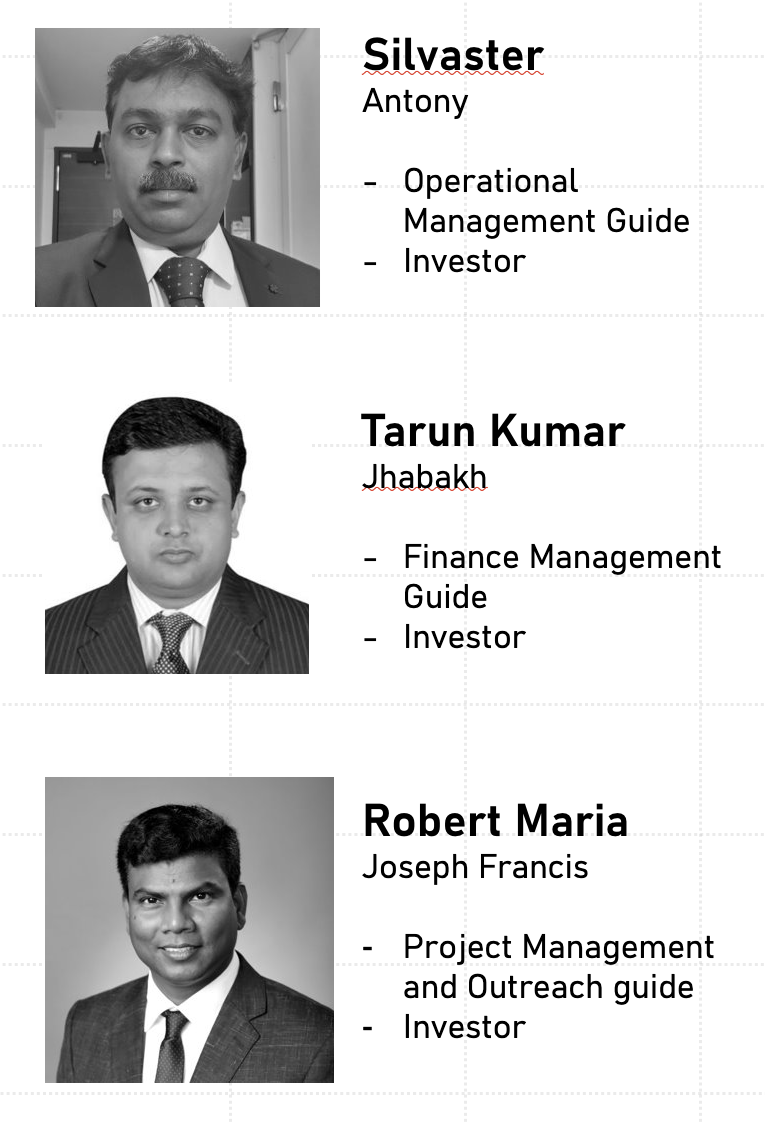 Silvaster
Antony
- Operational
Management Guide
- Investor
Tarun Kumar
Jhabakh
- Finance Management
Guide
- Investor
Robert Maria
Joseph Francis
- Project Management
and Outreach guide
- Investor